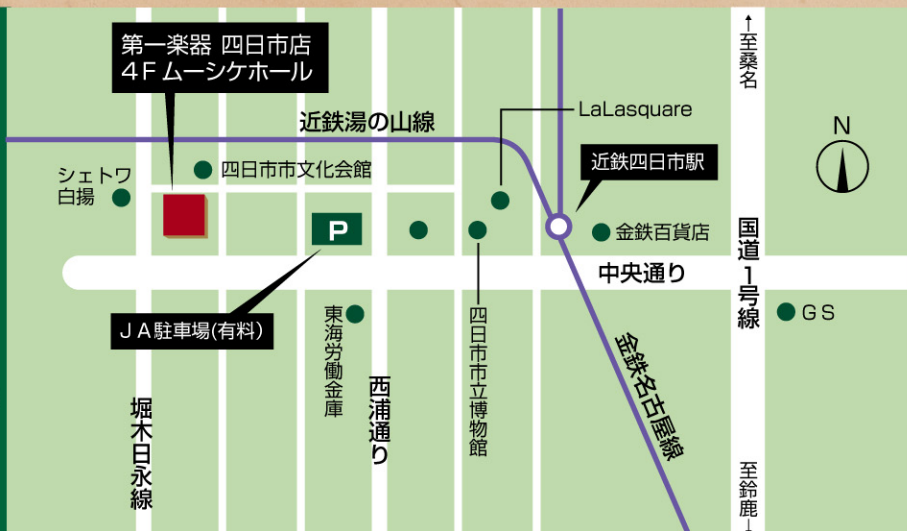 第一楽器 四日市店
4F ムーシケホール
↑至桑名
LaLasquare
近鉄湯の山線
N
シェトワ
白揚
四日市市文化会館
近鉄四日市駅
P
金鉄百貨店
国道1号線
中央通り
JA駐車場(有料)
東海労働金庫
四日市市立博物館
GS
金鉄名古屋線
西浦通り
堀木日永線
至鈴鹿↓